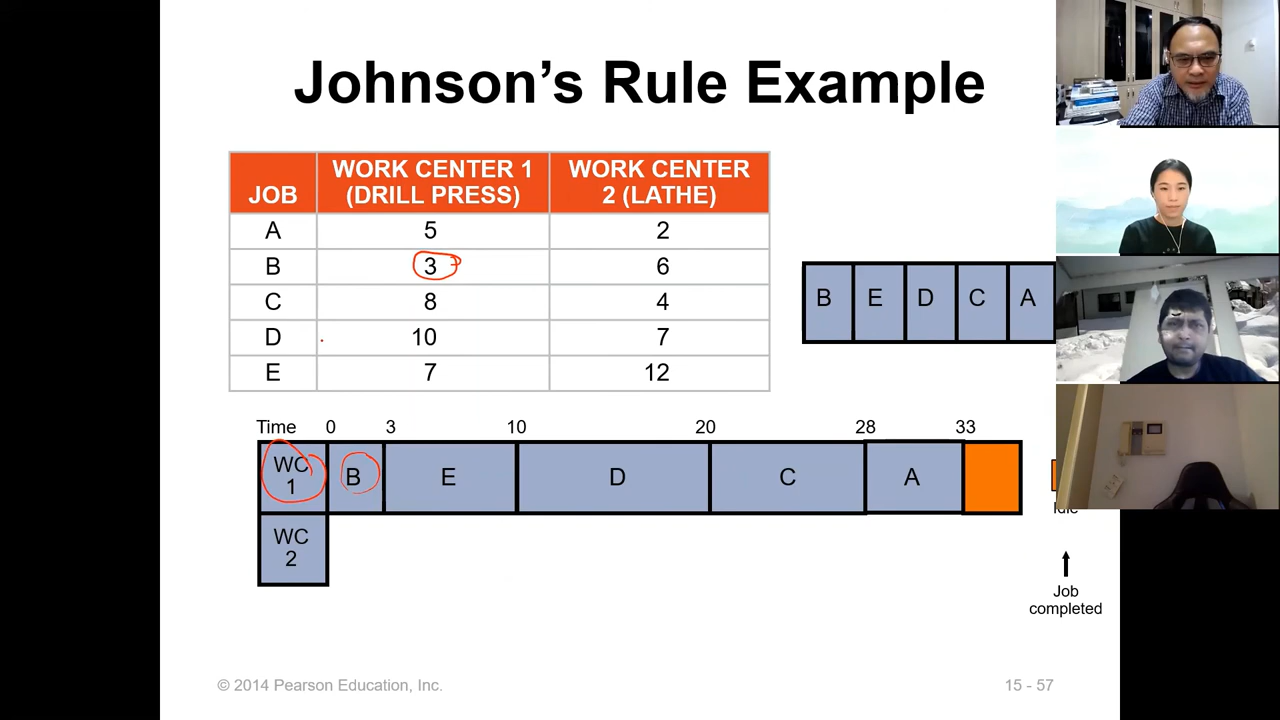 Johnson's Rule Example
JOB WORK CENTER 1 (DRILL PRESS) WORK CENTER 2 (LATHE)
A 5 2
B 3 6
C 8 4
D 10 7
E 7 12
B E D C A
Time 0 3 10 20 28 33
WC 1 B E D C A
WC 2
Idle
Job
completed
© 2014 Pearson Education, Inc. 15 - 57